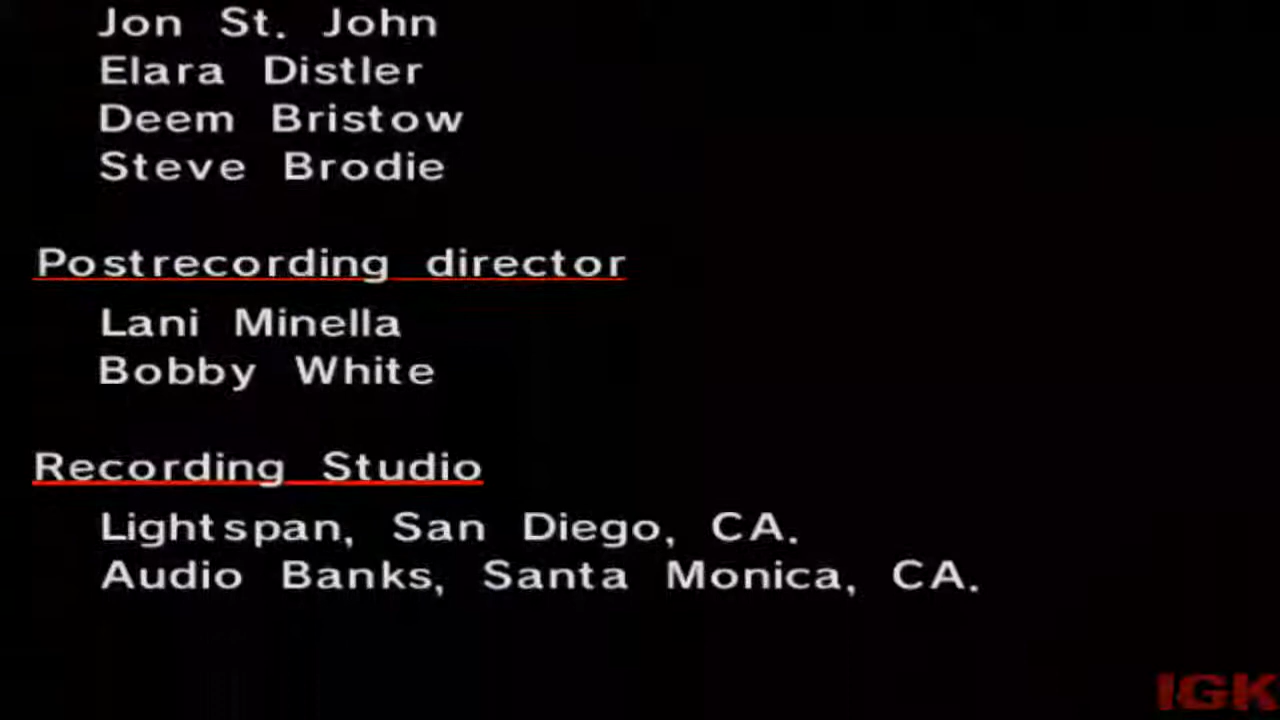 Jon St. John
Elara Distler
Deem Bristow
Steve Brodie
Postrecording director
Lani Minella
Bobby White
Recording Studio
Lightspan, San Diego, CA.
Audio Banks, Santa Monica, CA.
IGK